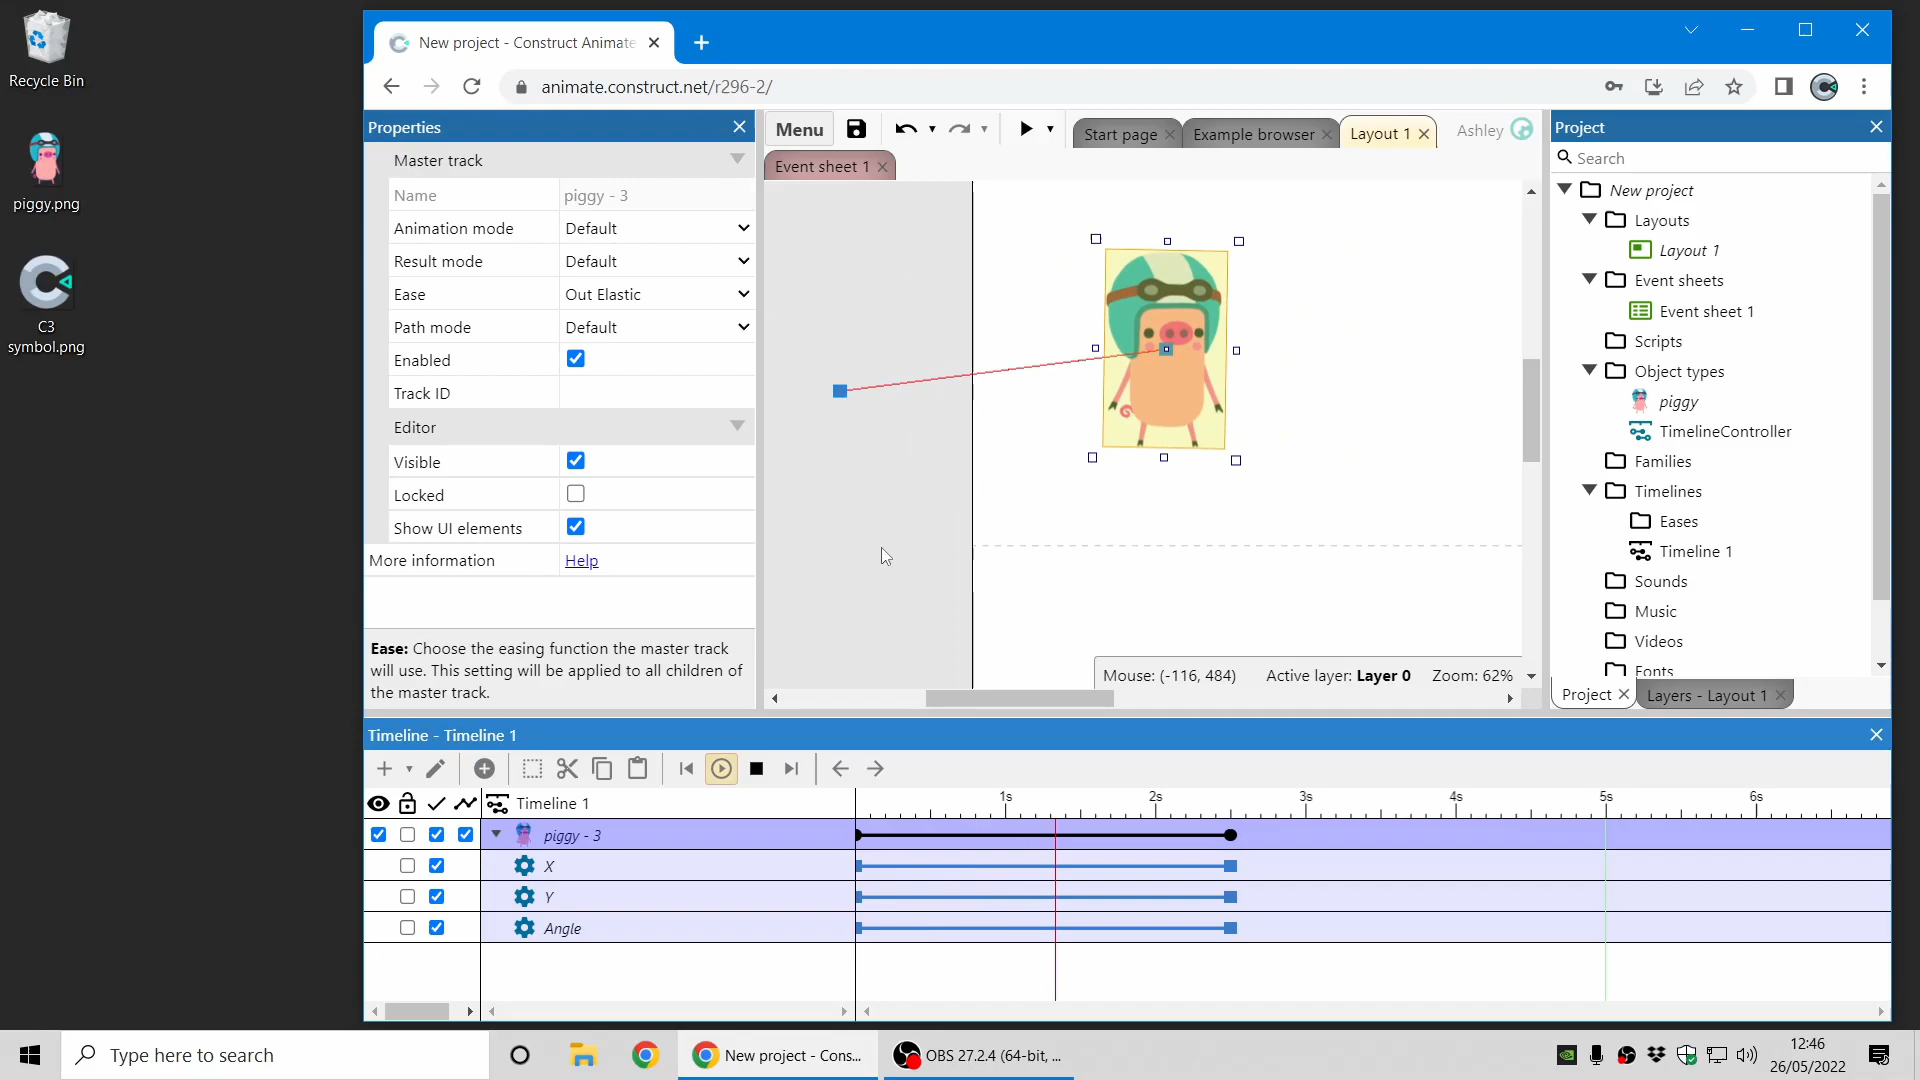 Recycle Bin
piggy.png
C3
symbol.png
New project - Construct Animate
animate.construct.net/r296-2/
Properties
Master track
Name piggy - 3
Animation mode Default
Result mode Default
Ease Out Elastic
Path mode Default
Enabled
Track ID
Editor
Visible
Locked
Show UI elements
More information Help
Ease: Choose the easing function the master track
will use. This setting will be applied to all children of
the master track.
Menu
Start page
Example browser
Layout 1
Ashley
Event sheet 1
Mouse: (-116, 484) Active layer: Layer 0 Zoom: 62%
Project
Search
New project
Layouts
Layout 1
Event sheets
Event sheet 1
Scripts
Object types
piggy
TimelineController
Families
Timelines
Eases
Timeline 1
Sounds
Music
Videos
Fonts
Project
Layers - Layout 1
Timeline - Timeline 1
Timeline 1
1s 2s 3s 4s 5s 6s
piggy - 3
X
Y
Angle
Type here to search
New project - Cons...
OBS 27.2.4 (64-bit, ...
12:46
26/05/2022